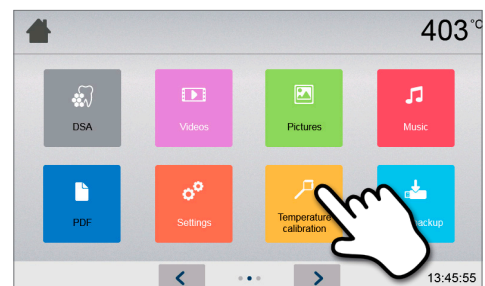 403°C
DSA
Videos
Pictures
Music
PDF
Settings
Temperature
calibration
ackup
13:45:55